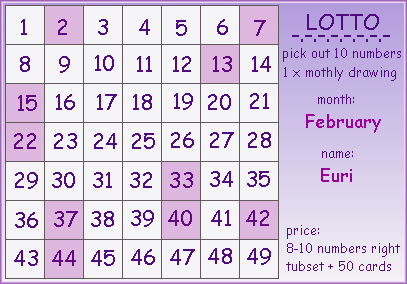 1 2 3 4 5 6 7
8 9 10 11 12 13 14
15 16 17 18 19 20 21
22 23 24 25 26 27 28
29 30 31 32 33 34 35
36 37 38 39 40 41 42
43 44 45 46 47 48 49
LOTTO
pick out 10 numbers
1 x mothly drawing
month:
February
name:
Euri
price:
8-10 numbers right
tubset + 50 cards